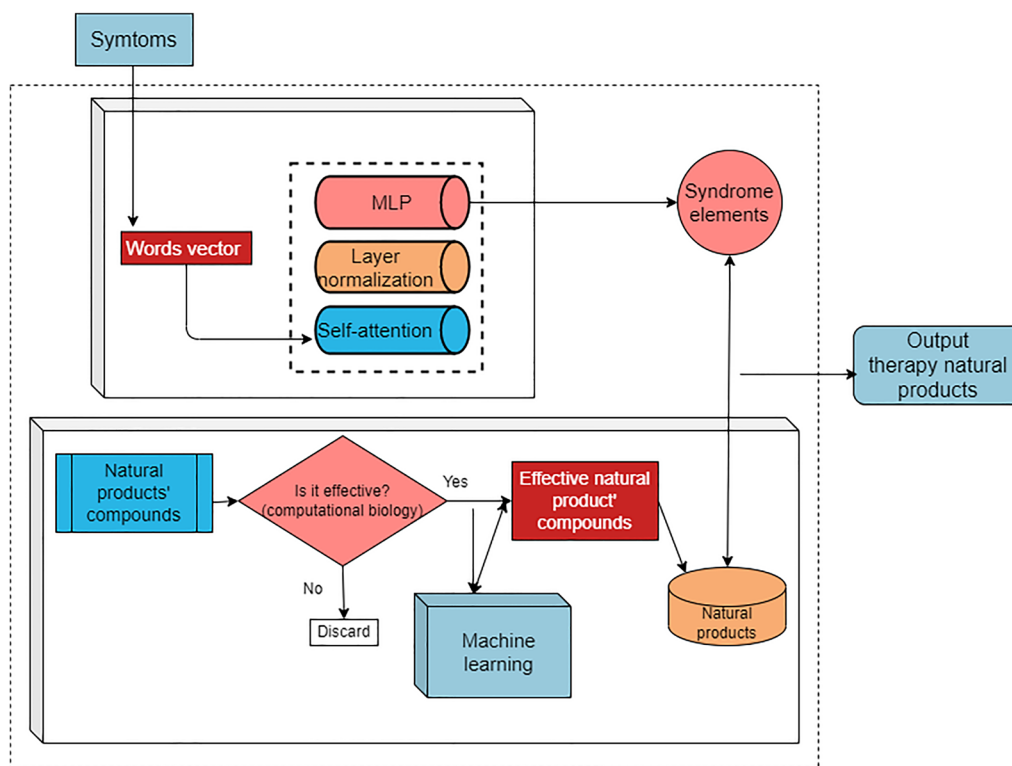 Symtoms
MLP
Syndrome
elements
Words vector
Layer
normalization
Self-attention
Output
therapy natural
products
Natural
products'
compounds
Is it effective?
(computational biology)
Yes
Effective natural
product'
compounds
No
Discard
Machine
learning
Natural
products